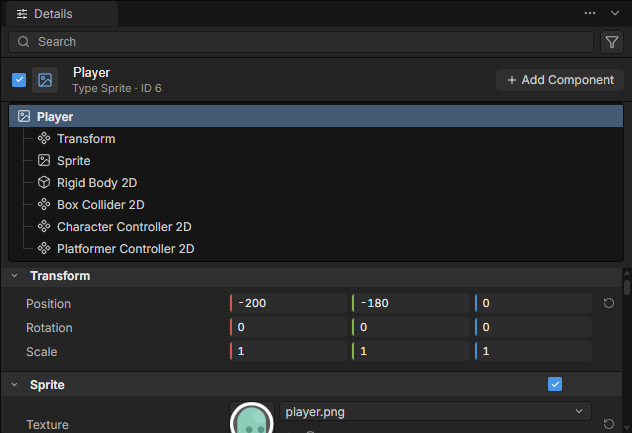 Details
Search
Player
Type Sprite · ID 6
+ Add Component
Player
Transform
Sprite
Rigid Body 2D
Box Collider 2D
Character Controller 2D
Platformer Controller 2D
Transform
Position -200 -180 0
Rotation 0 0 0
Scale 1 1 1
Sprite
Texture player.png